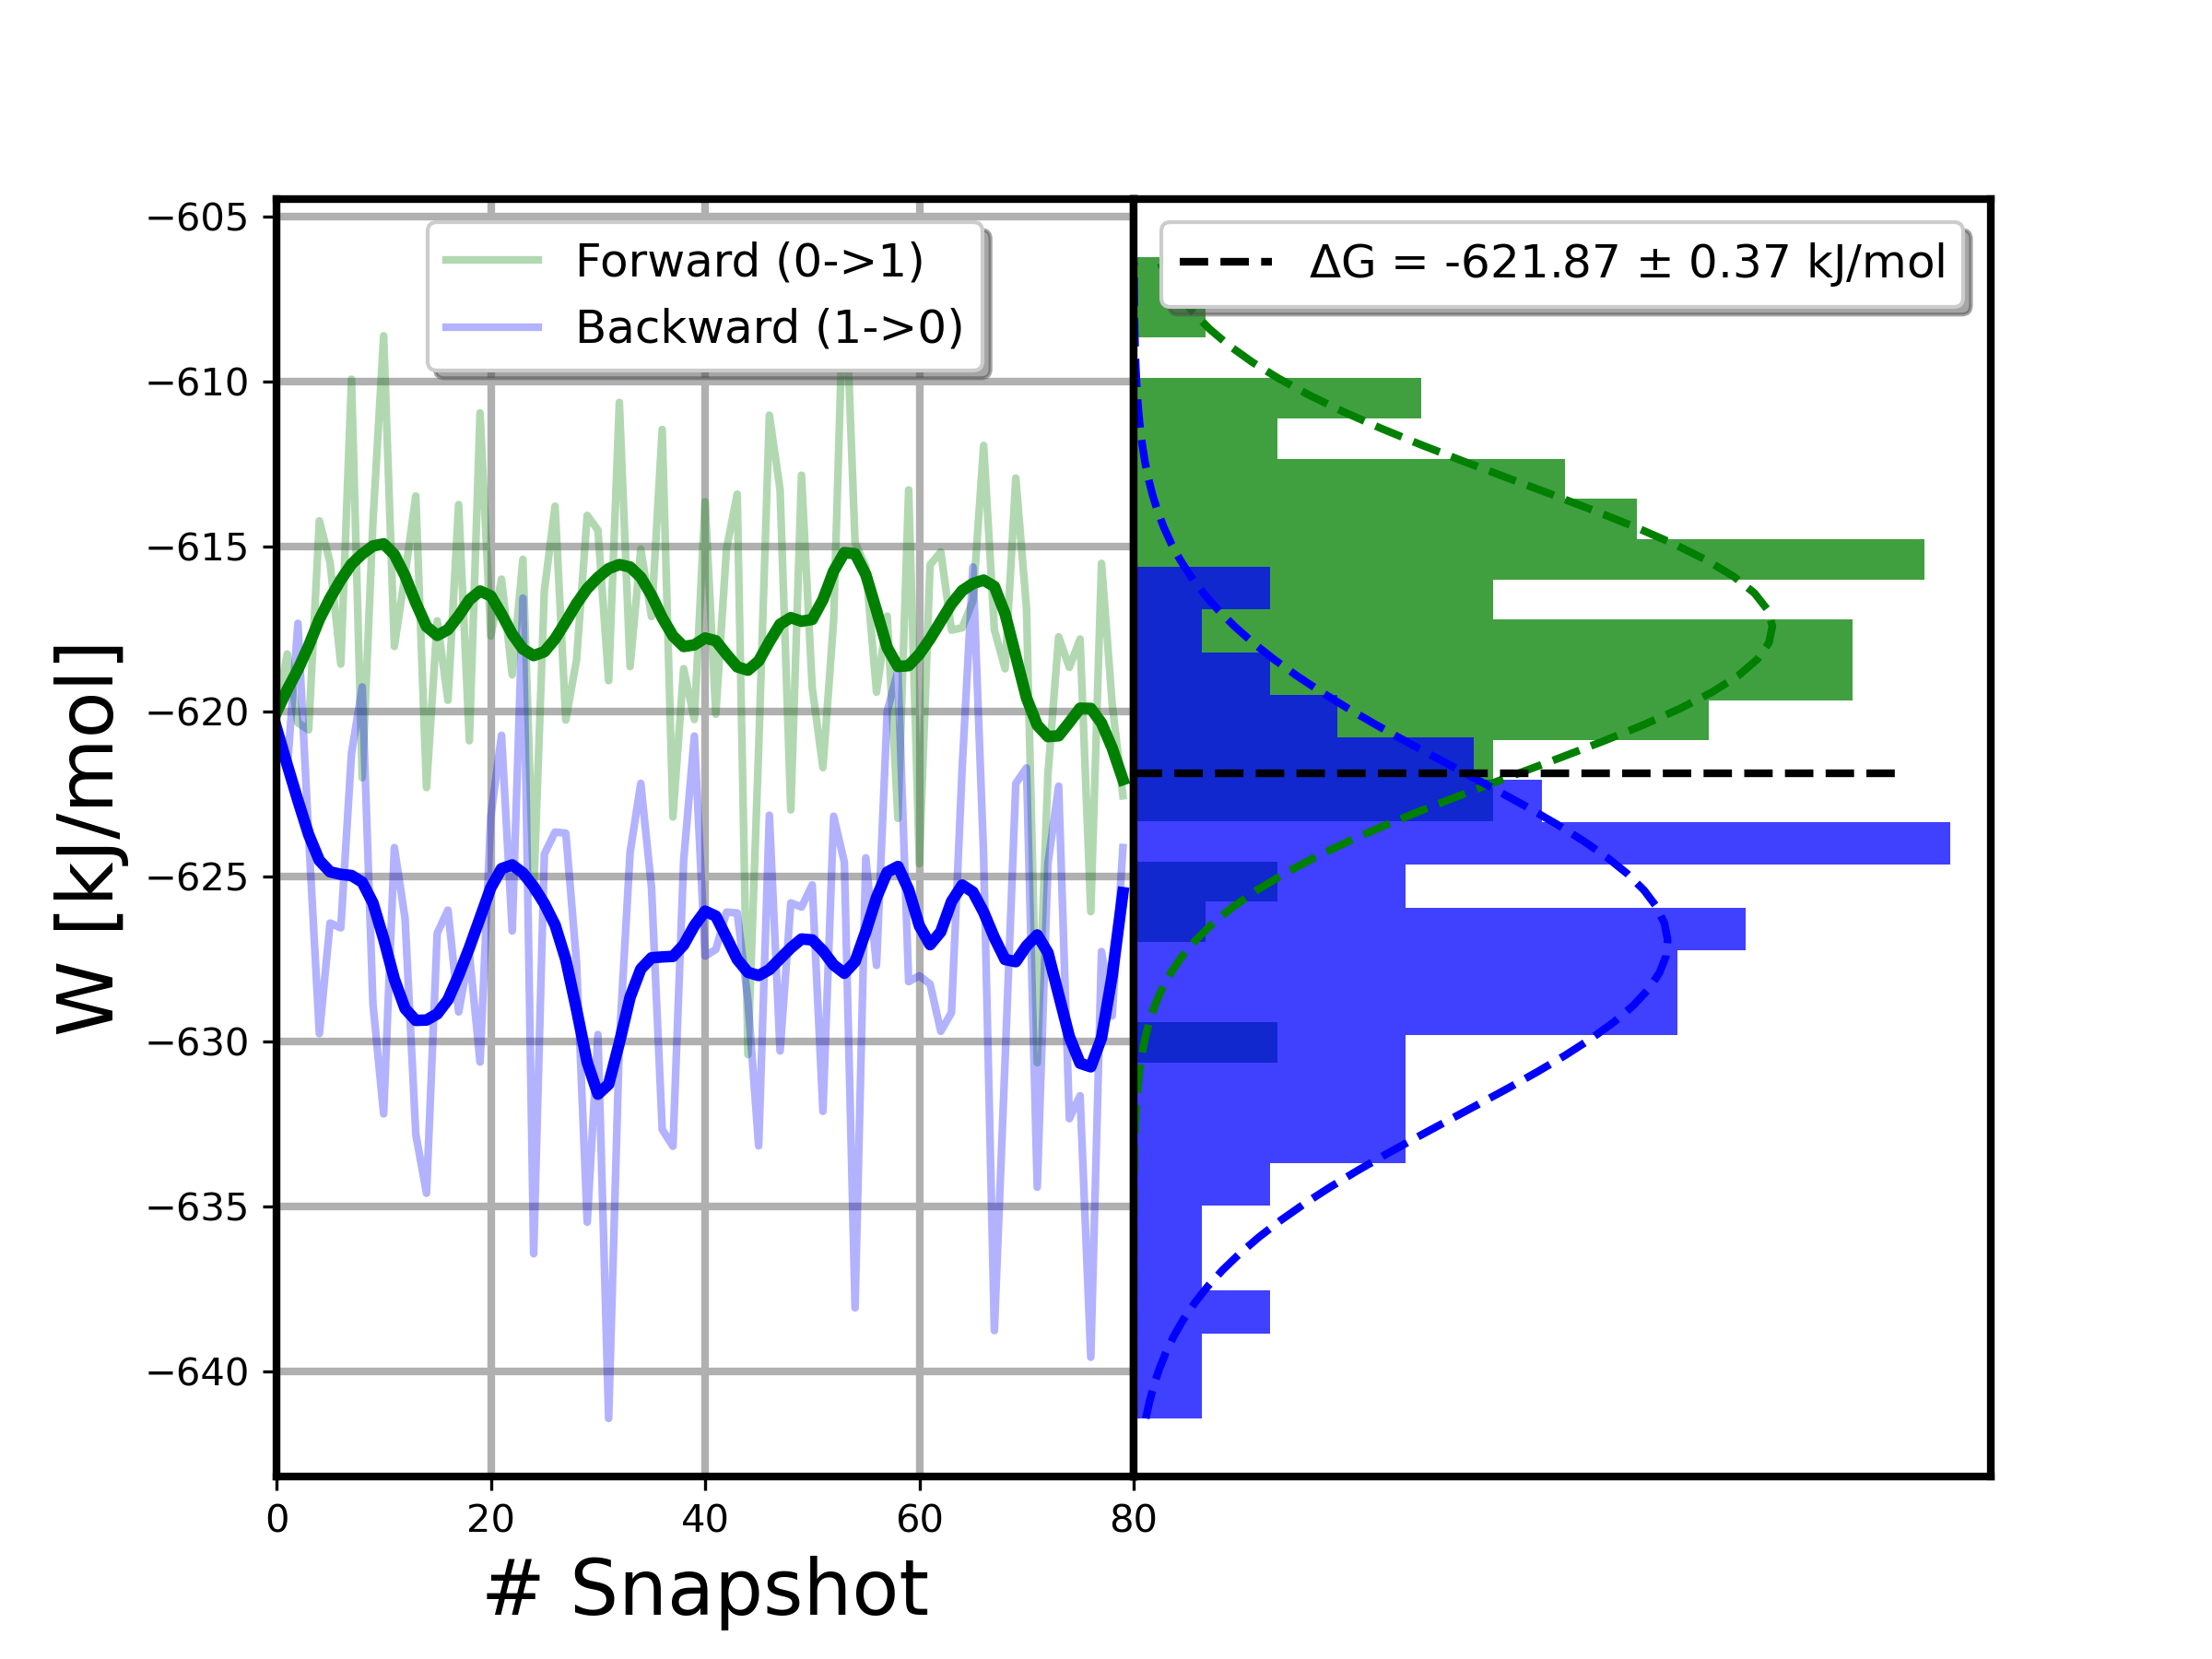 −605
−610
−615
−620
−625
−630
−635
−640
W [kJ/mol]
Forward (0->1)
Backward (1->0)
ΔG = -621.87 ± 0.37 kJ/mol
0 20 40 60 80
# Snapshot